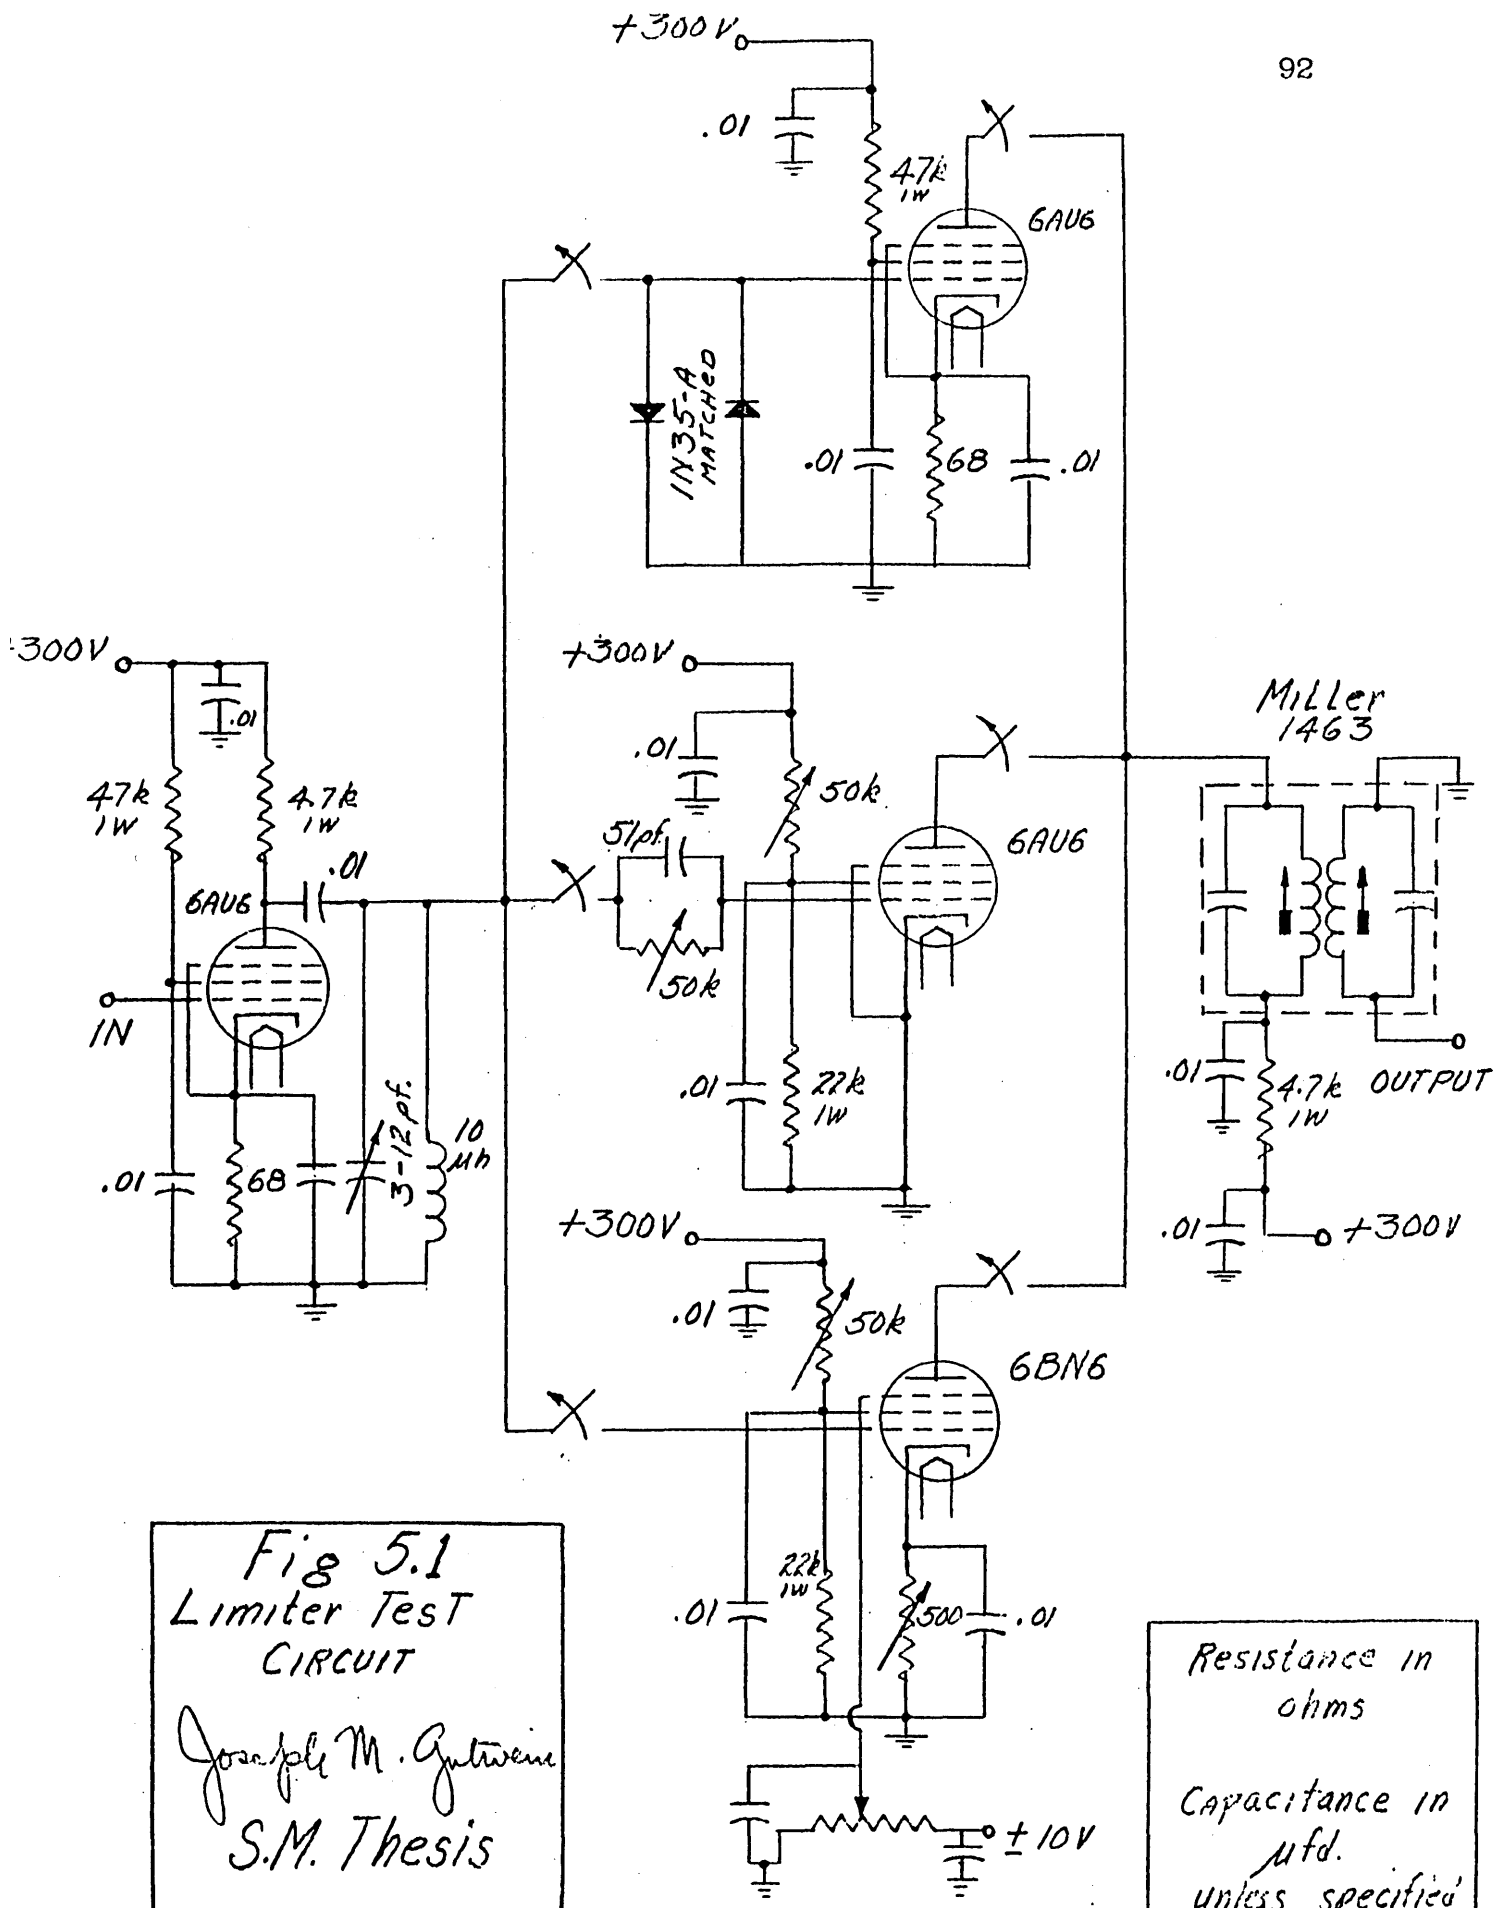 92
+300V
.01
47k
1W
6AU6
1N35-A
MATCHED
.01
68
.01
300V
.01
47k
1W
4.7k
1W
.01
6AU6
IN
.01
68
3-12pf.
10
μh
+300V
.01
50k
51pf.
50k
6AU6
.01
22k
1W
Miller
1463
.01
4.7k
1W
OUTPUT
.01
+300V
+300V
.01
50k
6BN6
.01
22k
1W
500
.01
±10V
Fig 5.1
Limiter Test
Circuit
Joseph M. Gutwein
S.M. Thesis
Resistance in
ohms
Capacitance in
μfd.
unless specified